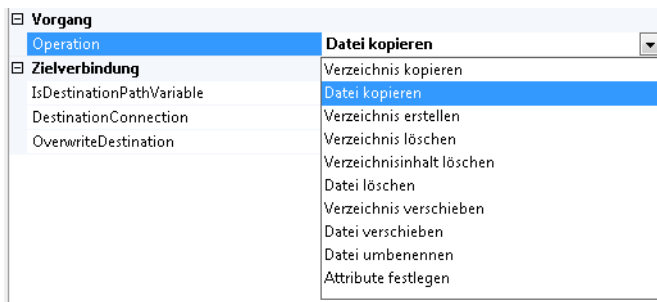 Vorgang
Operation Datei kopieren
Zielverbindung Verzeichnis kopieren
IsDestinationPathVariable Datei kopieren
DestinationConnection Verzeichnis erstellen
OverwriteDestination Verzeichnis löschen
Verzeichnisinhalt löschen
Datei löschen
Verzeichnis verschieben
Datei verschieben
Datei umbenennen
Attribute festlegen